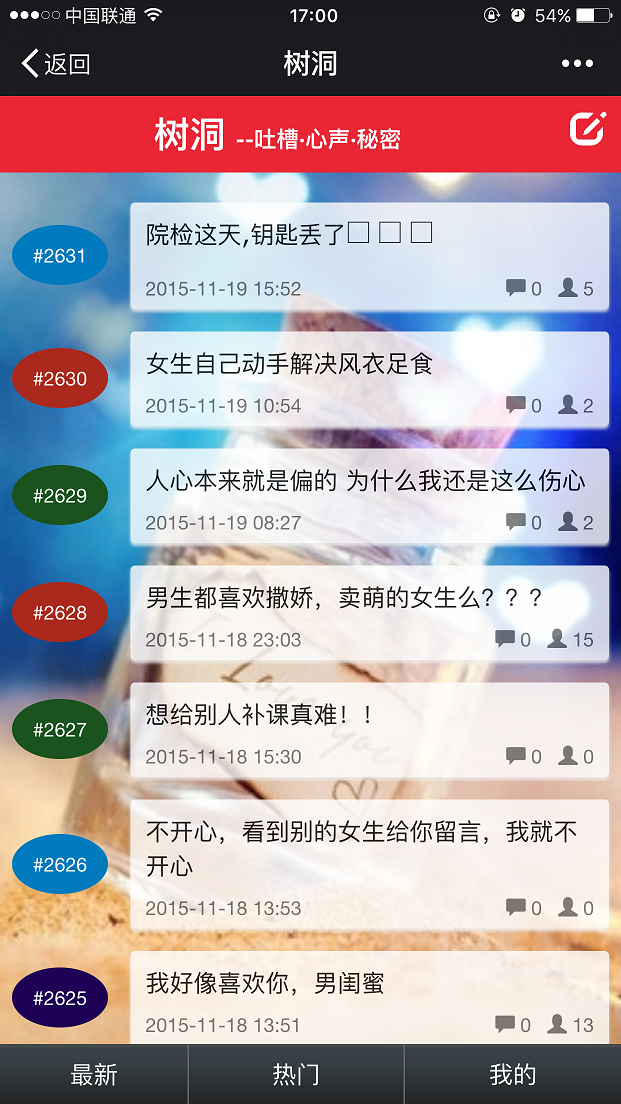 中国联通 17:00 54%
返回 树洞
树洞 --吐槽·心声·秘密
#2631
院检这天,钥匙丢了□ □ □
2015-11-19 15:52 0 5
#2630
女生自己动手解决风衣足食
2015-11-19 10:54 0 2
#2629
人心本来就是偏的 为什么我还是这么伤心
2015-11-19 08:27 0 2
#2628
男生都喜欢撒娇，卖萌的女生么？？？
2015-11-18 23:03 0 15
#2627
想给别人补课真难！！
2015-11-18 15:30 0 0
#2626
不开心，看到别的女生给你留言，我就不
开心
2015-11-18 13:53 0 0
#2625
我好像喜欢你，男闺蜜
2015-11-18 13:51 0 13
最新 热门 我的